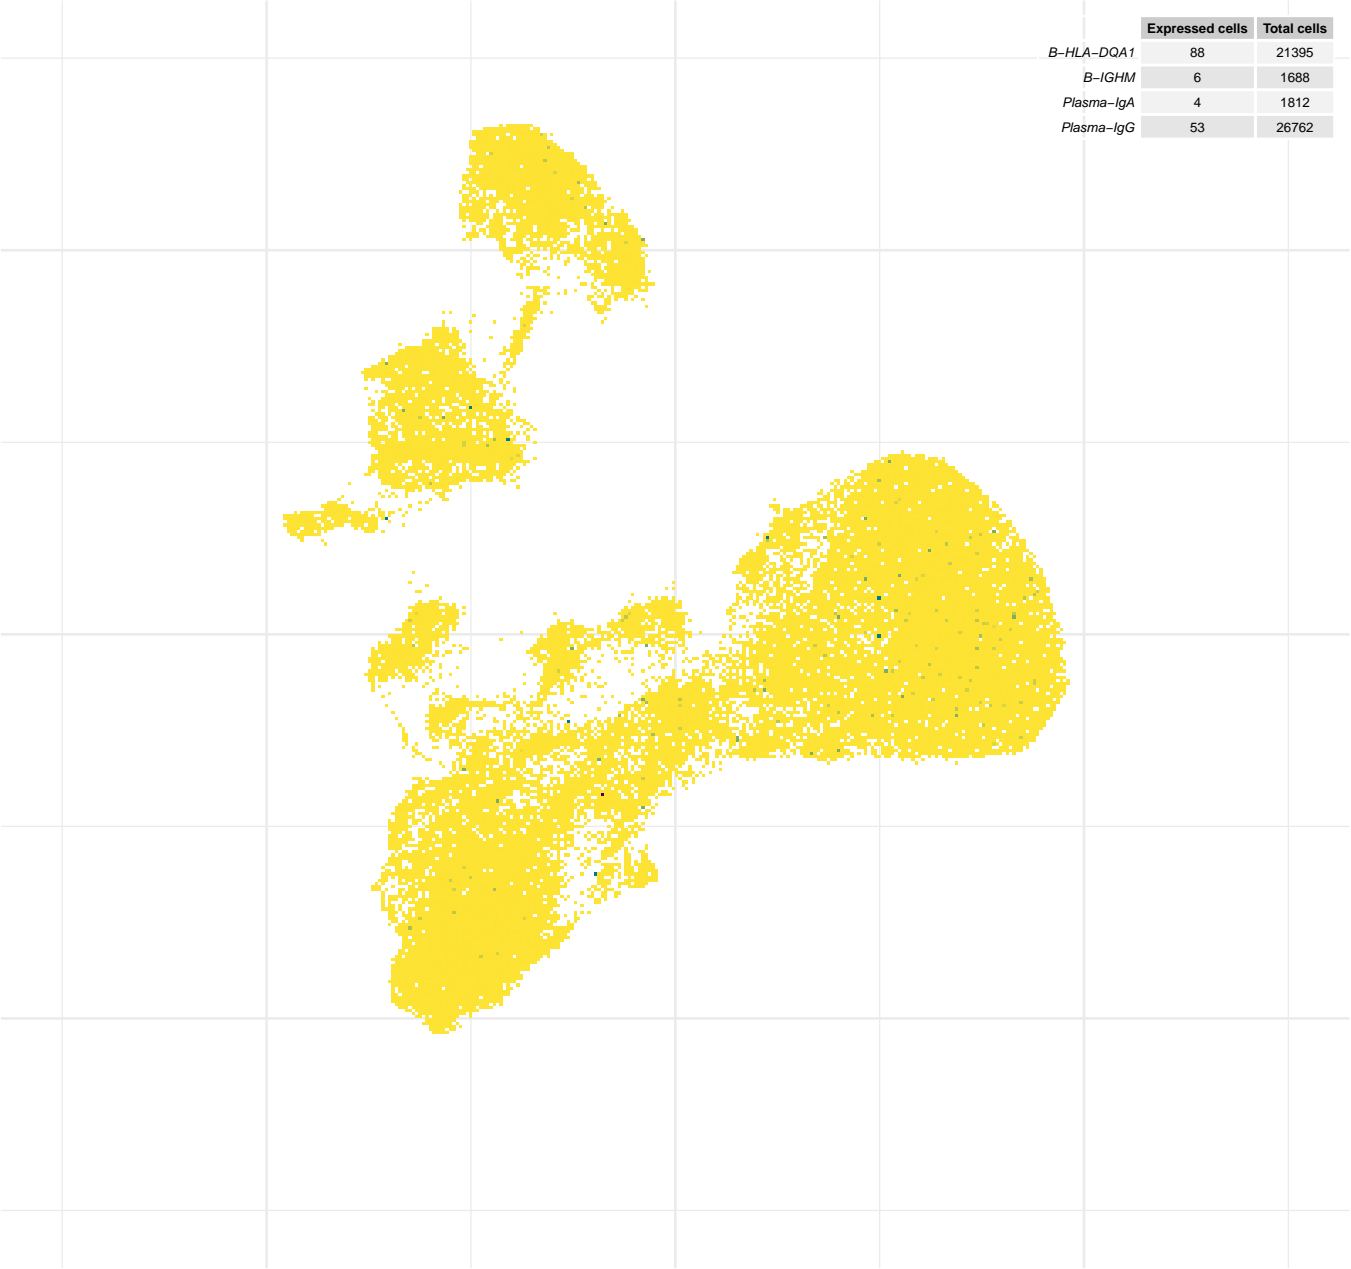 Expressed cells Total cells
B−HLA−DQA1 88 21395
B−IGHM 6 1688
Plasma−IgA 4 1812
Plasma−IgG 53 26762